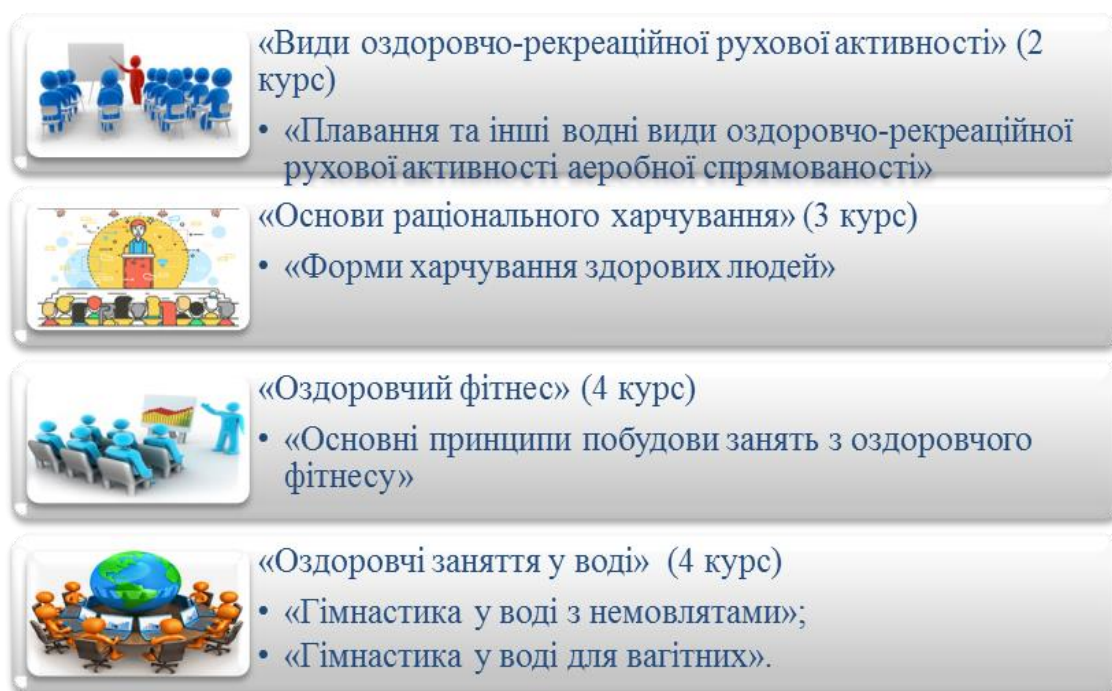 «Види оздоровчо-рекреаційної рухової активності» (2
курс)
• «Плавання та інші водні види оздоровчо-рекреаційної
рухової активності аеробної спрямованості»
«Основи раціонального харчування» (3 курс)
• «Форми харчування здорових людей»
«Оздоровчий фітнес» (4 курс)
• «Основні принципи побудови занять з оздоровчого
фітнесу»
«Оздоровчі заняття у воді» (4 курс)
• «Гімнастика у воді з немовлятами»;
• «Гімнастика у воді для вагітних».